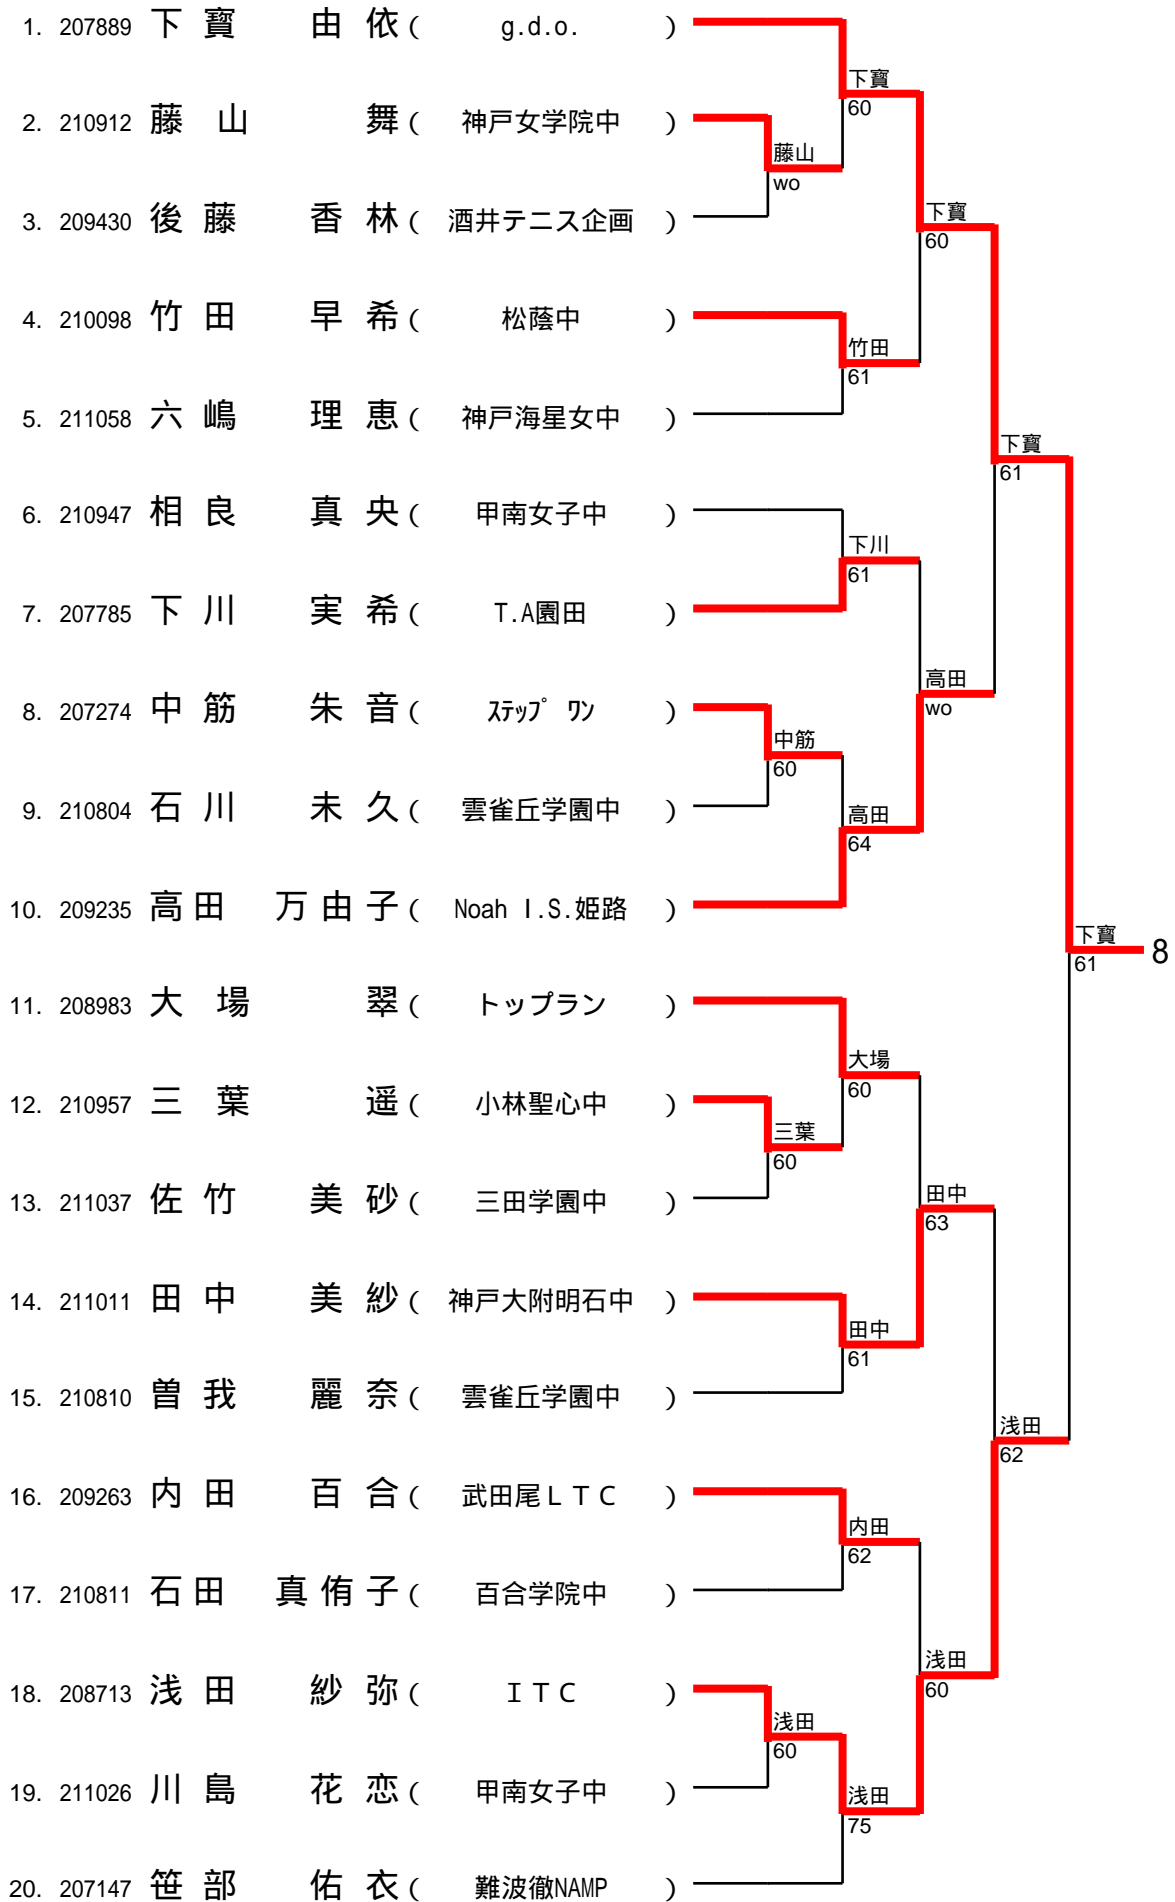 1. 207889 下寳 由依 ( g.d.o. )
下寳
60
2. 210912 藤山 舞 ( 神戸女学院中 )
藤山
wo
3. 209430 後藤 香林 ( 酒井テニス企画 )
下寳
60
4. 210098 竹田 早希 ( 松蔭中 )
竹田
61
5. 211058 六嶋 理恵 ( 神戸海星女中 )
下寳
61
6. 210947 相良 真央 ( 甲南女子中 )
下川
61
7. 207785 下川 実希 ( T.A園田 )
高田
wo
8. 207274 中筋 朱音 ( ｽﾃｯﾌﾟ ﾜﾝ )
中筋
60
9. 210804 石川 未久 ( 雲雀丘学園中 )
高田
64
10. 209235 高田 万由子 ( Noah I.S.姫路 )
下寳
61
8
11. 208983 大場 翠 ( トップラン )
大場
60
12. 210957 三葉 遥 ( 小林聖心中 )
三葉
60
13. 211037 佐竹 美砂 ( 三田学園中 )
田中
63
14. 211011 田中 美紗 ( 神戸大附明石中 )
田中
61
15. 210810 曽我 麗奈 ( 雲雀丘学園中 )
浅田
62
16. 209263 内田 百合 ( 武田尾ＬＴＣ )
内田
62
17. 210811 石田 真侑子 ( 百合学院中 )
浅田
60
18. 208713 浅田 紗弥 ( ＩＴＣ )
浅田
60
19. 211026 川島 花恋 ( 甲南女子中 )
浅田
75
20. 207147 笹部 佑衣 ( 難波徹NAMP )